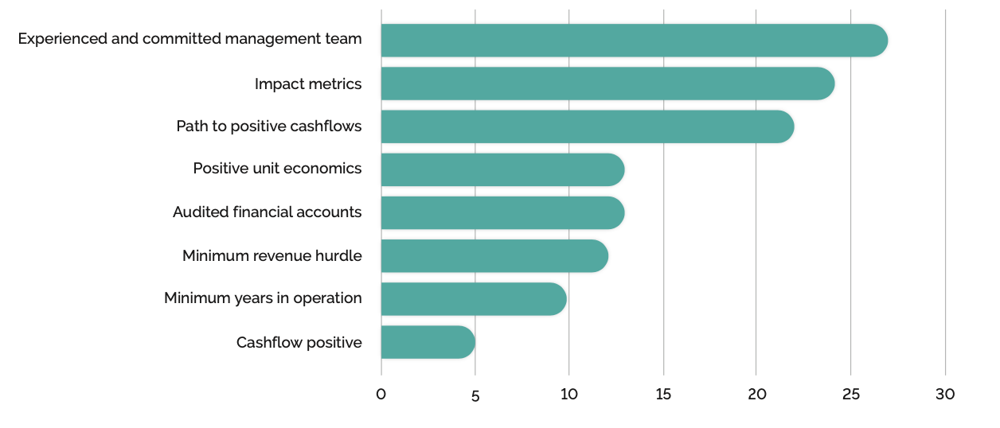 Experienced and committed management team
Impact metrics
Path to positive cashflows
Positive unit economics
Audited financial accounts
Minimum revenue hurdle
Minimum years in operation
Cashflow positive
0 5 10 15 20 25 30